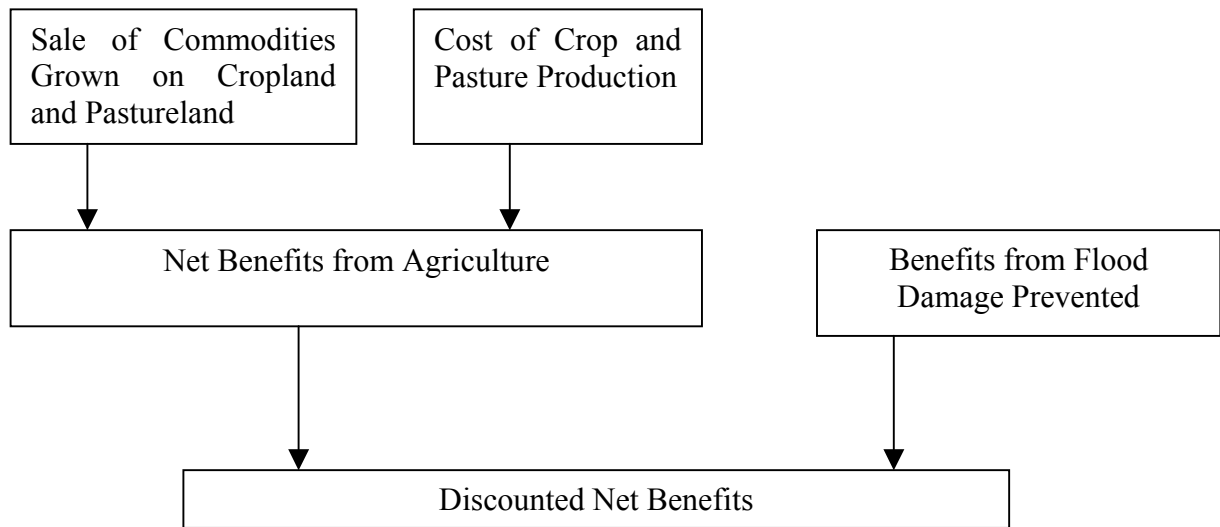 Sale of Commodities
Grown on Cropland
and Pastureland
Cost of Crop and
Pasture Production
Net Benefits from Agriculture
Benefits from Flood
Damage Prevented
Discounted Net Benefits